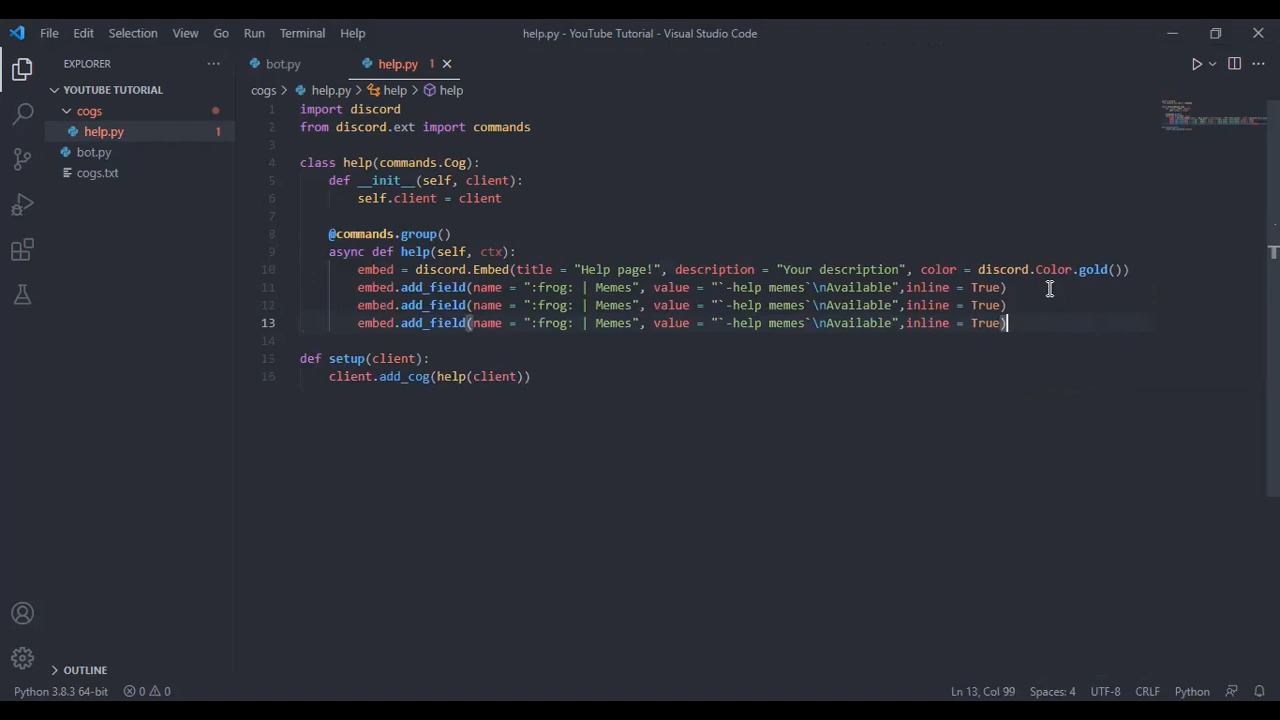 File Edit Selection View Go Run Terminal Help help.py - YouTube Tutorial - Visual Studio Code
EXPLORER ··· bot.py help.py 1
YOUTUBE TUTORIAL
cogs
help.py 1
bot.py
cogs.txt
cogs > help.py > help > help
1 import discord
2 from discord.ext import commands
3
4 class help(commands.Cog):
5 def __init__(self, client):
6 self.client = client
7
8 @commands.group()
9 async def help(self, ctx):
10 embed = discord.Embed(title = "Help page!", description = "Your description", color = discord.Color.gold())
11 embed.add_field(name = ":frog: | Memes", value = "`-help memes`\nAvailable",inline = True)
12 embed.add_field(name = ":frog: | Memes", value = "`-help memes`\nAvailable",inline = True)
13 embed.add_field(name = ":frog: | Memes", value = "`-help memes`\nAvailable",inline = True)
14
15 def setup(client):
16 client.add_cog(help(client))
OUTLINE
Python 3.8.3 64-bit 0 0 Ln 13, Col 99 Spaces: 4 UTF-8 CRLF Python